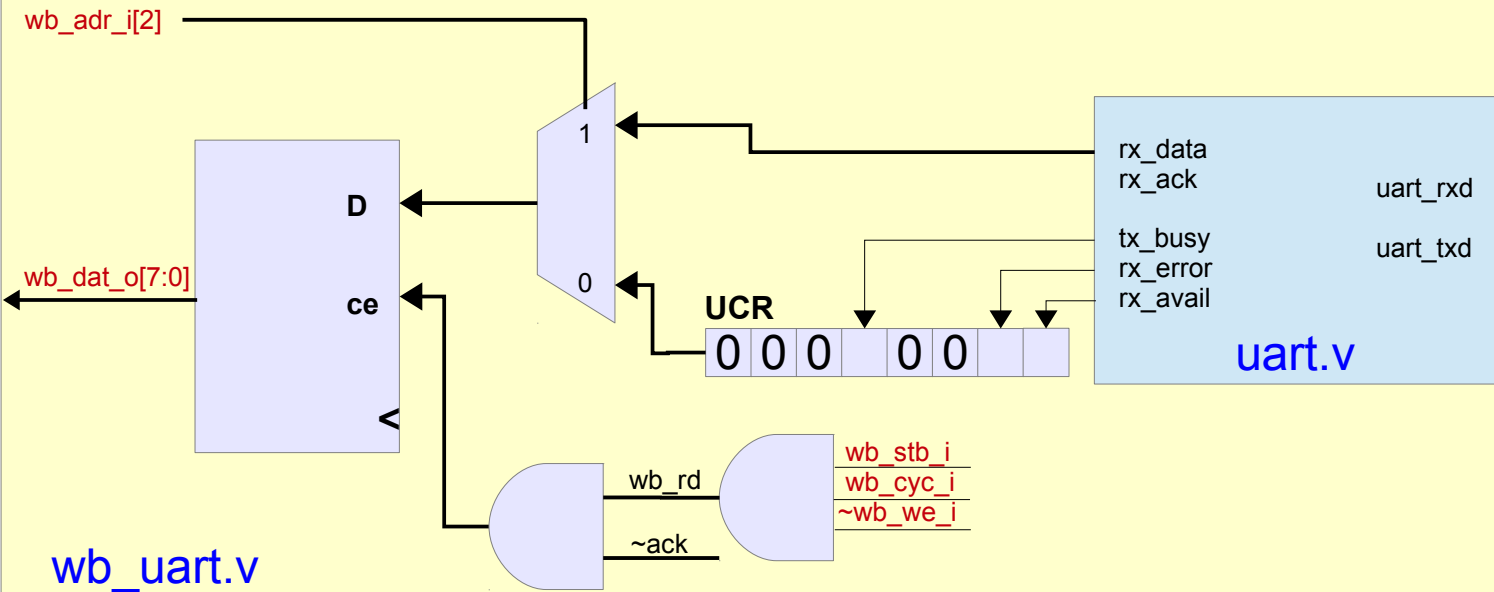 wb_adr_i[2]
1
rx_data
rx_ack
uart_rxd
D
tx_busy
uart_txd
rx_error
wb_dat_o[7:0]
0
rx_avail
ce
UCR
0 0 0 0 0
uart.v
<
wb_stb_i
wb_rd
wb_cyc_i
~wb_we_i
~ack
wb_uart.v